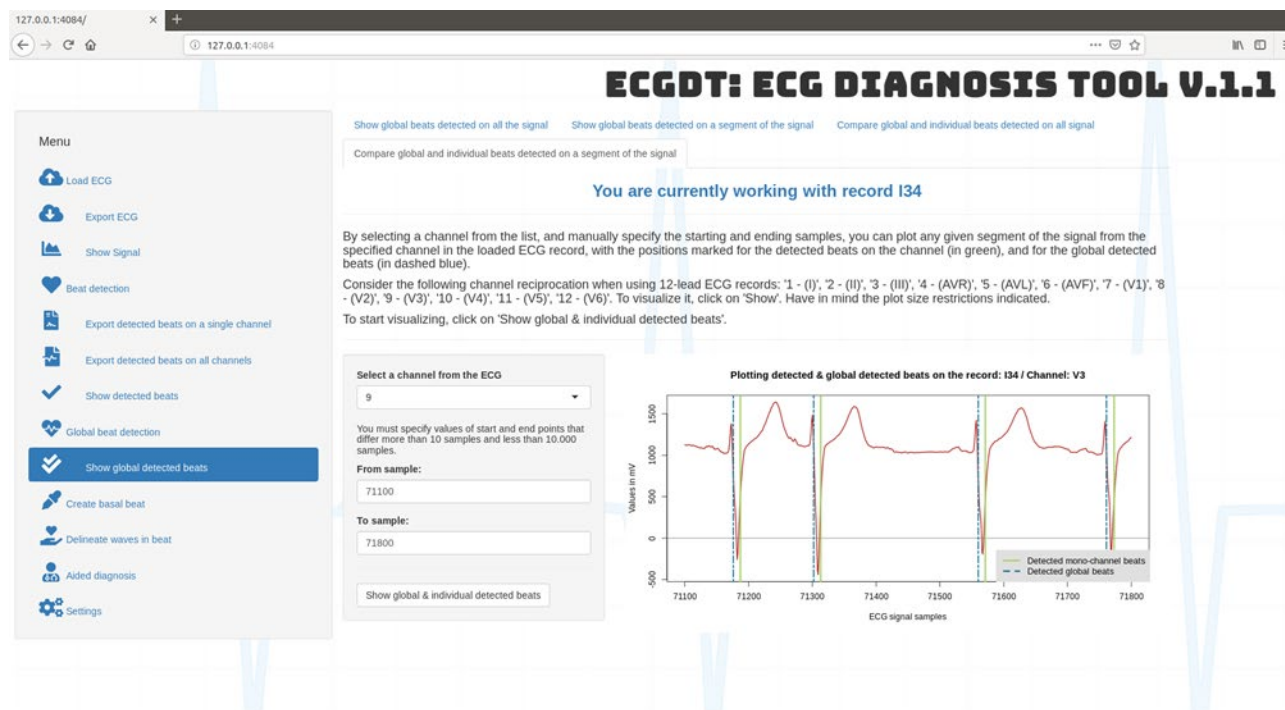 127.0.0.1:4084/
127.0.0.1:4084
ECGDT: ECG DIAGNOSIS TOOL V.1.1
Menu
Load ECG
Export ECG
Show Signal
Beat detection
Export detected beats on a single channel
Export detected beats on all channels
Show detected beats
Global beat detection
Show global detected beats
Create basal beat
Delineate waves in beat
Aided diagnosis
Settings
Show global beats detected on all the signal
Show global beats detected on a segment of the signal
Compare global and individual beats detected on all signal
Compare global and individual beats detected on a segment of the signal
You are currently working with record I34
By selecting a channel from the list, and manually specify the starting and ending samples, you can plot any given segment of the signal from the
specified channel in the loaded ECG record, with the positions marked for the detected beats on the channel (in green), and for the global detected
beats (in dashed blue).
Consider the following channel reciprocation when using 12-lead ECG records: '1 - (I)', '2 - (II)', '3 - (III)', '4 - (AVR)', '5 - (AVL)', '6 - (AVF)', '7 - (V1)', '8
- (V2)', '9 - (V3)', '10 - (V4)', '11 - (V5)', '12 - (V6)'. To visualize it, click on 'Show'. Have in mind the plot size restrictions indicated.
To start visualizing, click on 'Show global & individual detected beats'.
Select a channel from the ECG
9
You must specify values of start and end points that
differ more than 10 samples and less than 10.000
samples.
From sample:
71100
To sample:
71800
Show global & individual detected beats
Plotting detected & global detected beats on the record: I34 / Channel: V3
Values in mV
1500
1000
500
0
-500
Detected mono-channel beats
Detected global beats
71100 71200 71300 71400 71500 71600 71700 71800
ECG signal samples